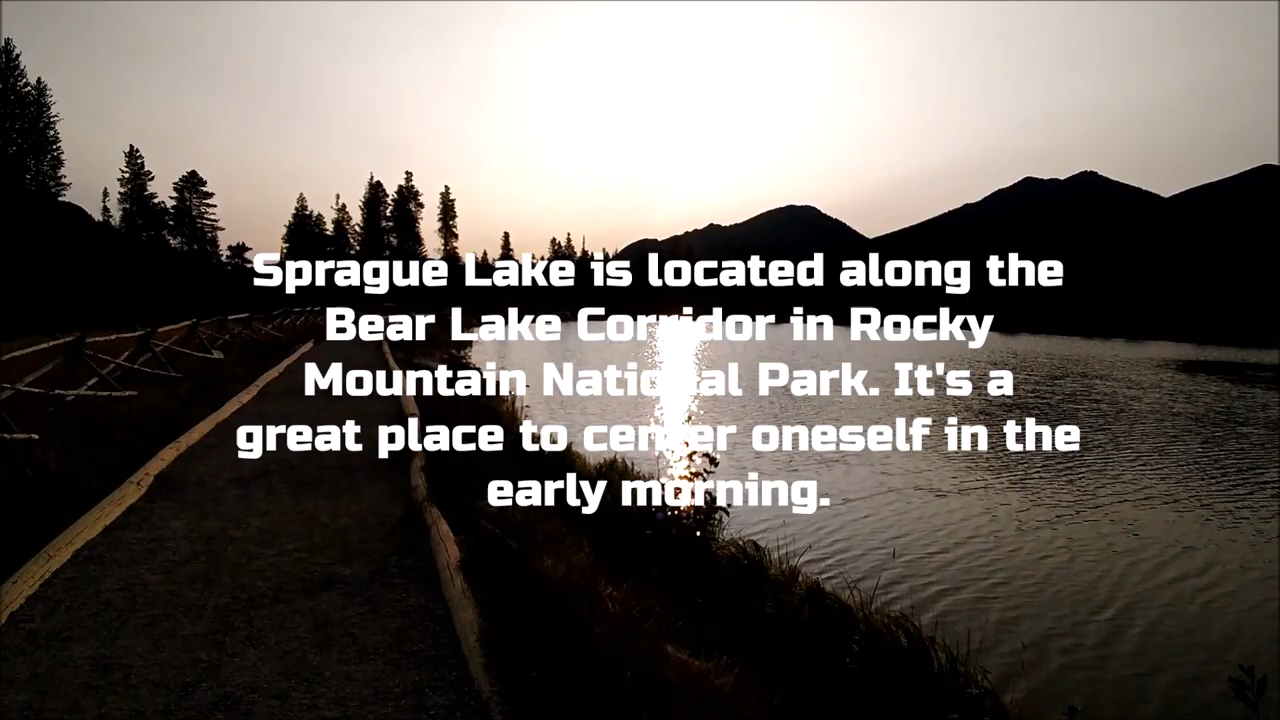 Sprague Lake is located along the
Bear Lake Corridor in Rocky
Mountain National Park. It's a
great place to center oneself in the
early morning.